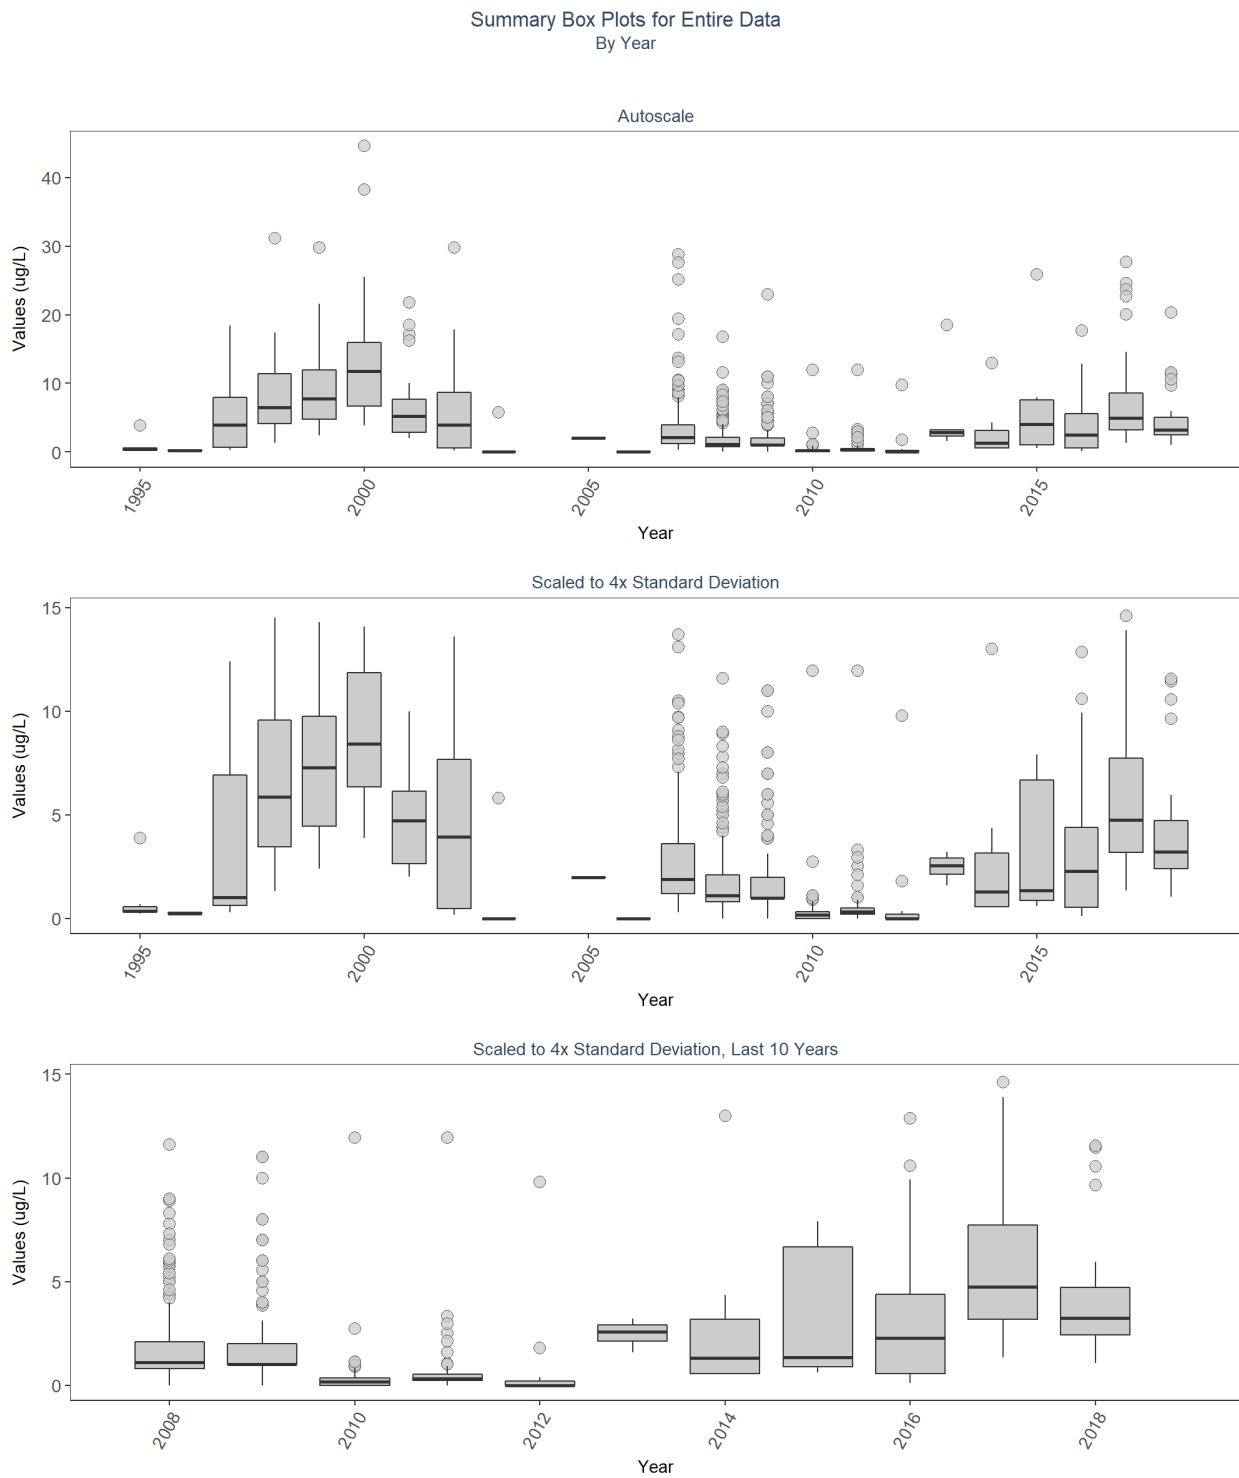 Summary Box Plots for Entire Data
By Year
Autoscale
Values (ug/L)
40
30
20
10
0
1995
2000
2005
2010
2015
Year
Scaled to 4x Standard Deviation
Values (ug/L)
15
10
5
0
1995
2000
2005
2010
2015
Year
Scaled to 4x Standard Deviation, Last 10 Years
Values (ug/L)
15
10
5
0
2008
2010
2012
2014
2016
2018
Year